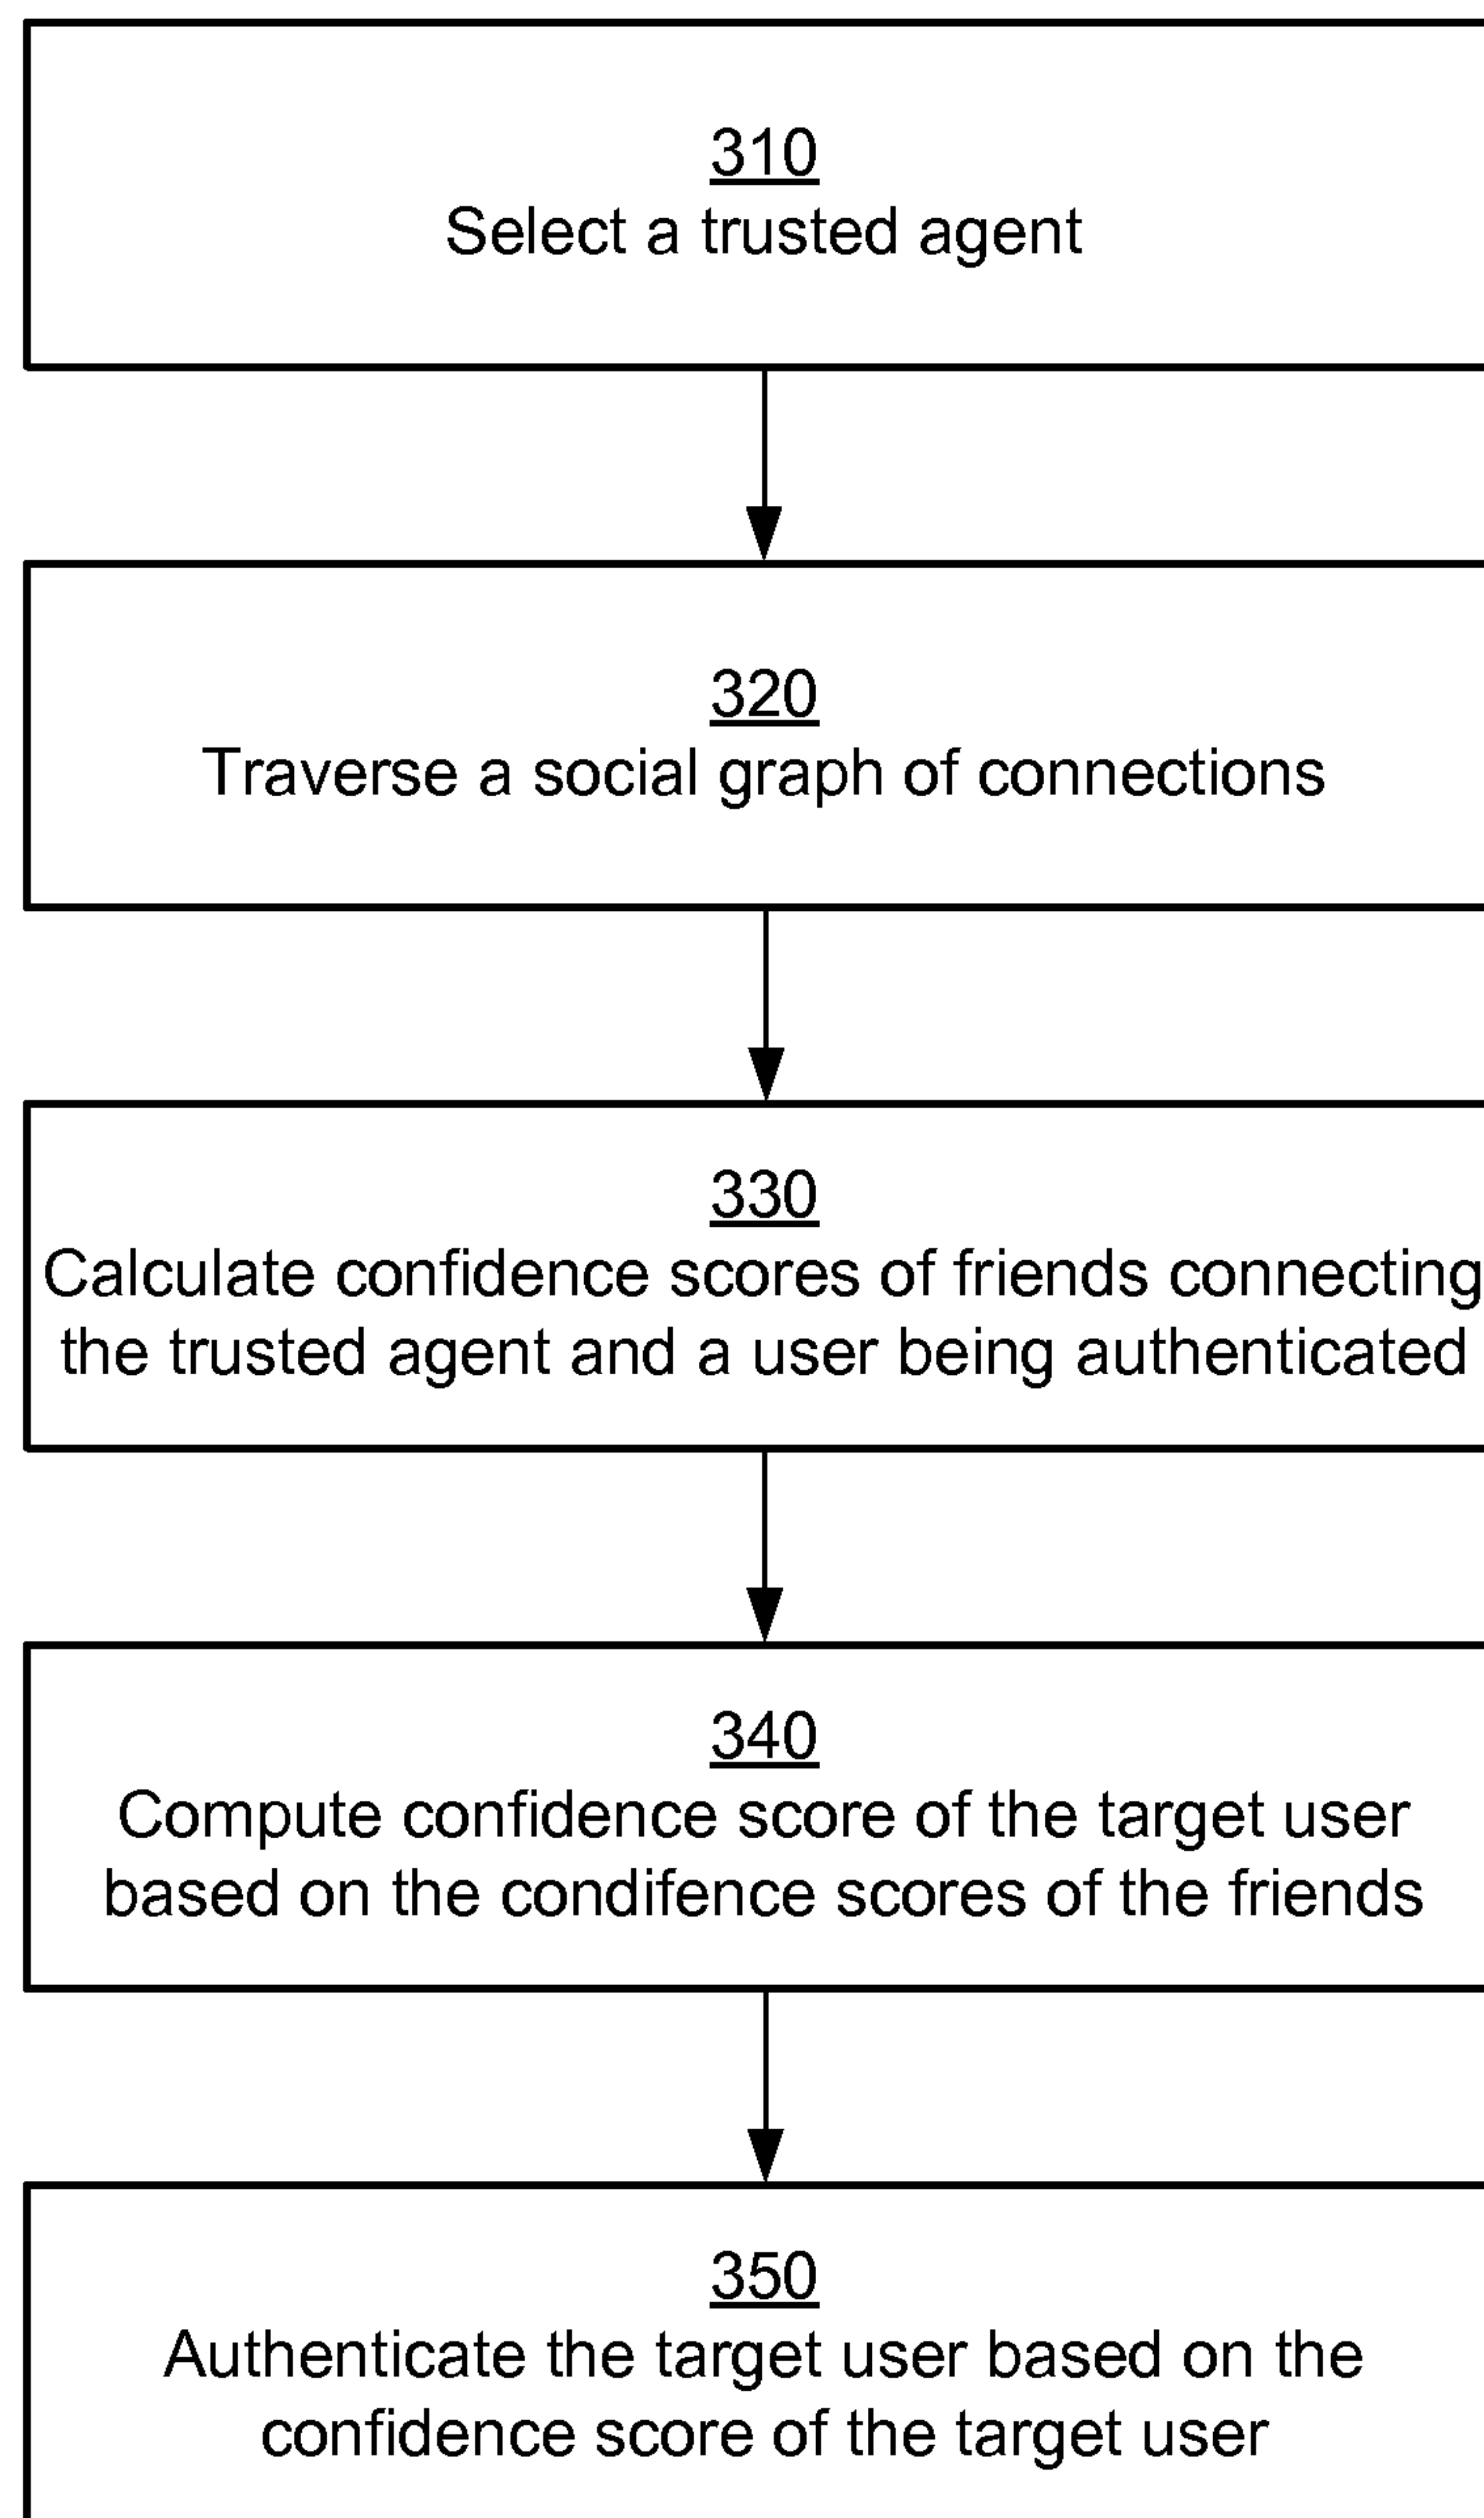 310
Select a trusted agent
320
Traverse a social graph of connections
330
Calculate confidence scores of friends connecting
the trusted agent and a user being authenticated
340
Compute confidence score of the target user
based on the condifence scores of the friends
350
Authenticate the target user based on the
confidence score of the target user